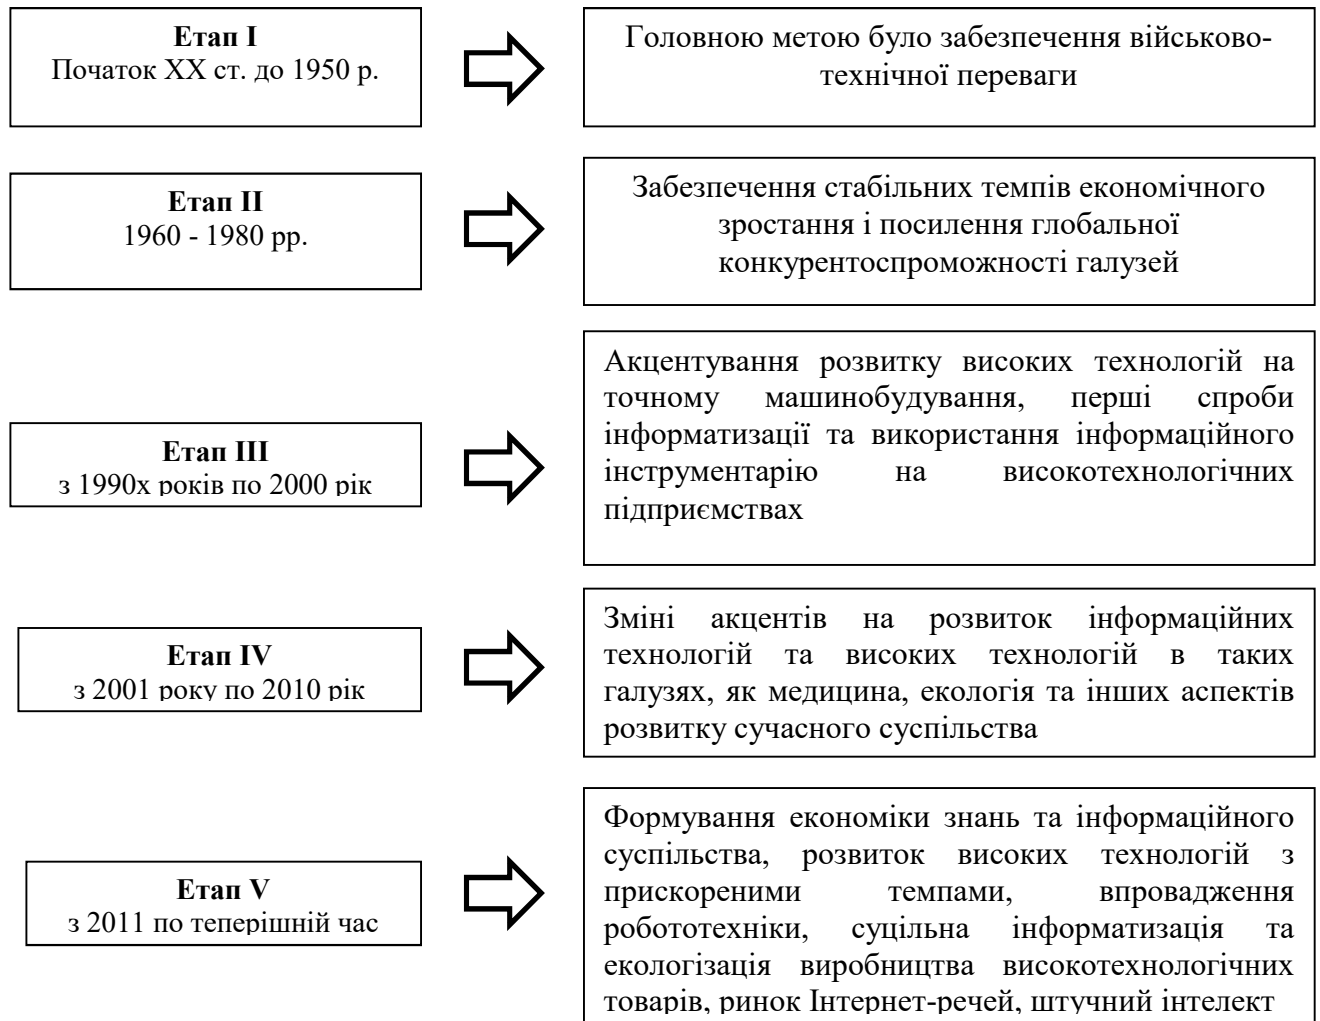 Етап I
Початок ХХ ст. до 1950 р.
Головною метою було забезпечення військово-
технічної переваги
Етап II
1960 - 1980 рр.
Забезпечення стабільних темпів економічного
зростання і посилення глобальної
конкурентоспроможності галузей
Етап III
з 1990х років по 2000 рік
Акцентування розвитку високих технологій на
точному машинобудування, перші спроби
інформатизації та використання інформаційного
інструментарію на високотехнологічних
підприємствах
Етап IV
з 2001 року по 2010 рік
Зміні акцентів на розвиток інформаційних
технологій та високих технологій в таких
галузях, як медицина, екологія та інших аспектів
розвитку сучасного суспільства
Етап V
з 2011 по теперішній час
Формування економіки знань та інформаційного
суспільства, розвиток високих технологій з
прискореними темпами, впровадження
робототехніки, суцільна інформатизація та
екологізація виробництва високотехнологічних
товарів, ринок Інтернет-речей, штучний інтелект